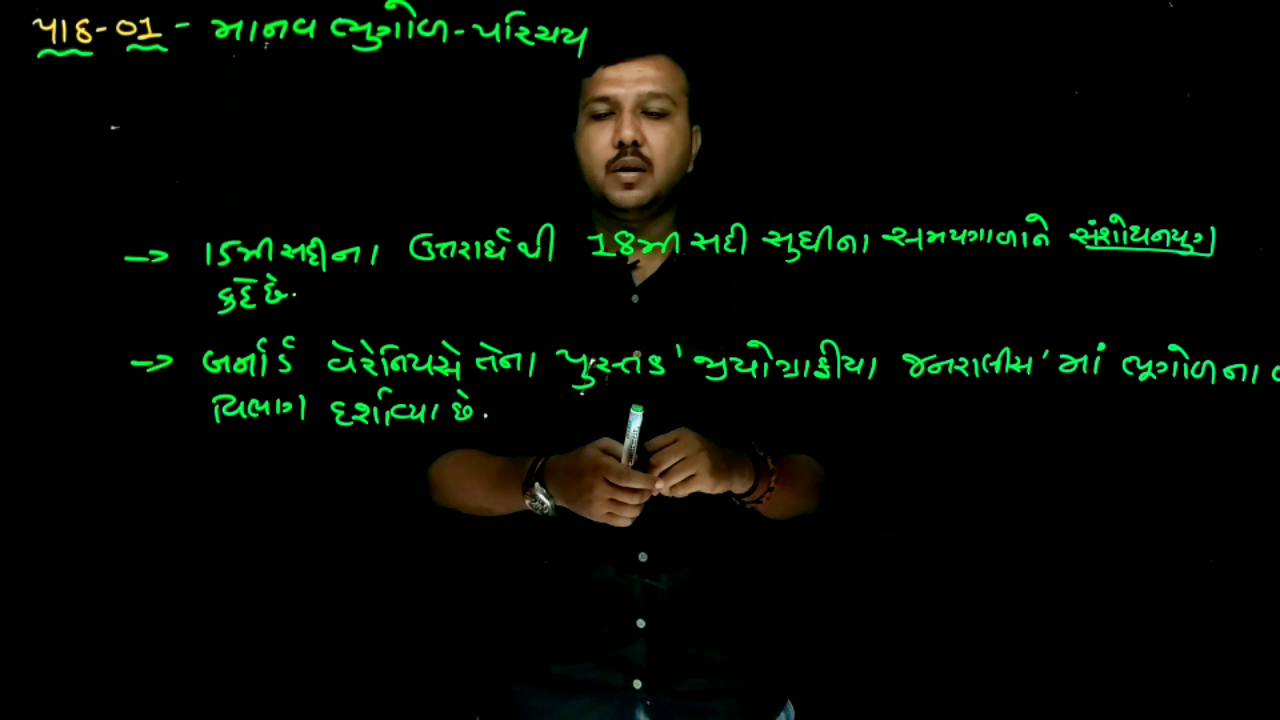 પાઠ-૦1 - માનવ ભુગોળ-પરિચય
→ 15મી સદીના ઉત્તરાર્ધથી 18મી સદી સુધીના સમયગાળાને સંશોધનયુગ
કહે છે.
→ બર્નાર્ડ વેરેનિયસે તેના પુસ્તક 'જીયોગ્રાફીયા જનરાલીસ' માં ભૂગોળના
વિભાગ દર્શાવ્યા છે.